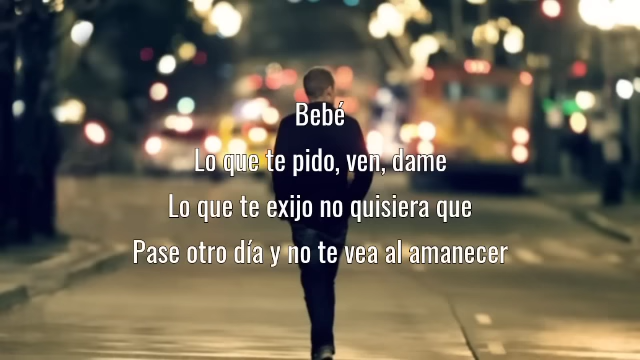 Bebé
Lo que te pido, ven, dame
Lo que te exijo no quisiera que
Pase otro día y no te vea al amanecer